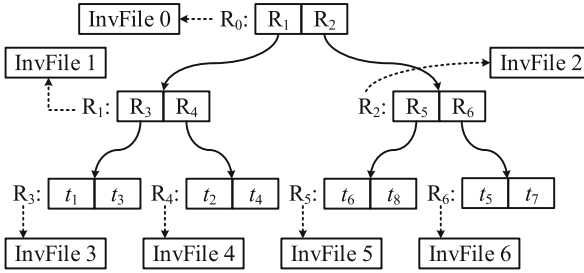 InvFile 0 R₀: R₁ R₂
InvFile 1 InvFile 2
R₁: R₃ R₄ R₂: R₅ R₆
R₃: t₁ t₃ R₄: t₂ t₄ R₅: t₆ t₈ R₆: t₅ t₇
InvFile 3 InvFile 4 InvFile 5 InvFile 6